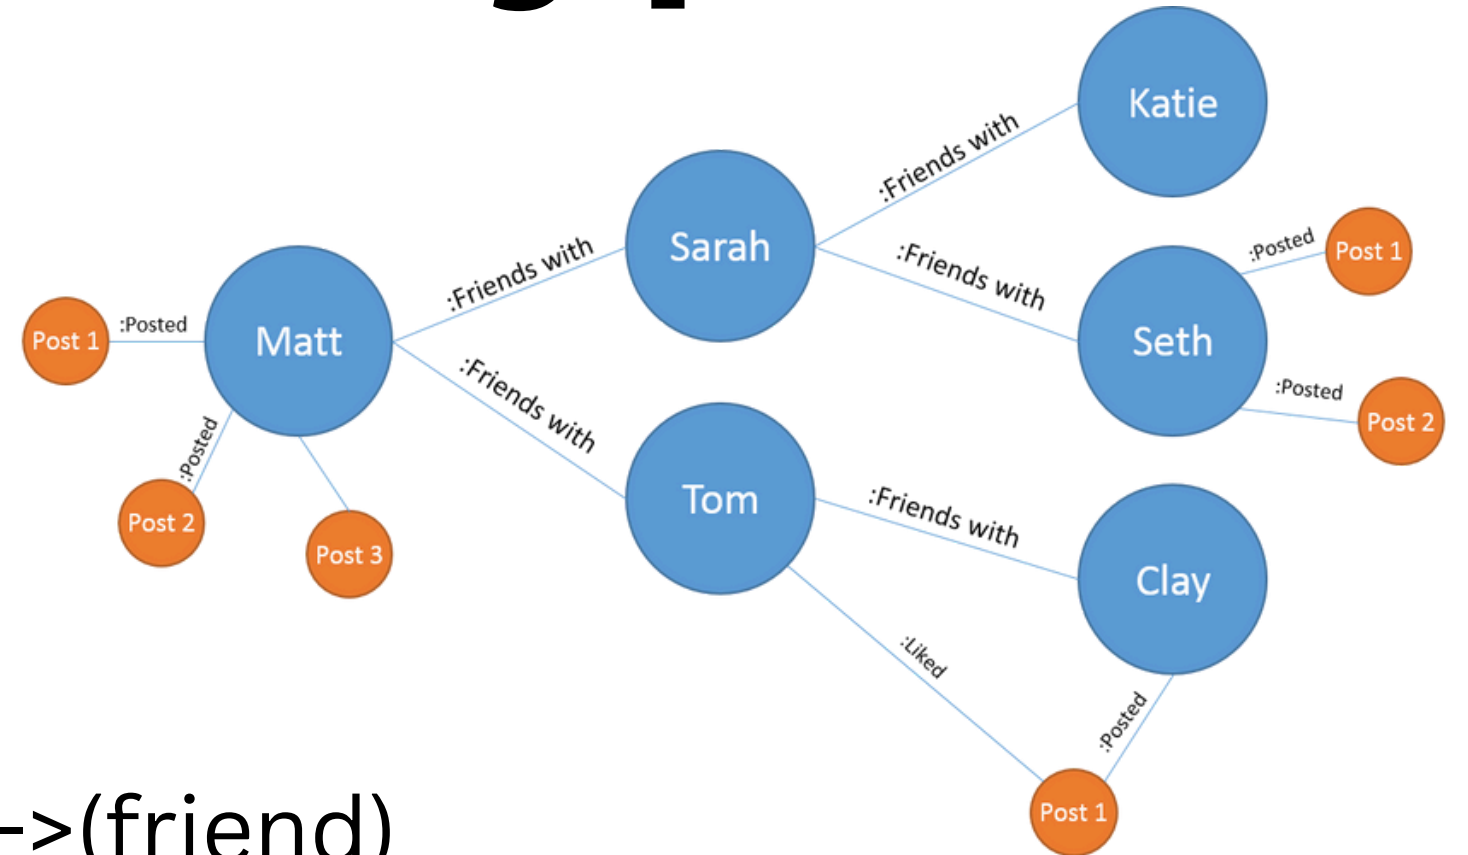 Katie
:Friends with
Sarah
:Friends with
:Friends with
:Posted
Post 1
Seth
Post 1
:Posted
Matt
:Posted
Post 2
:Friends with
Tom
:Friends with
:Posted
Post 2
Post 3
Clay
:Liked
:Posted
Post 1
->(friend)